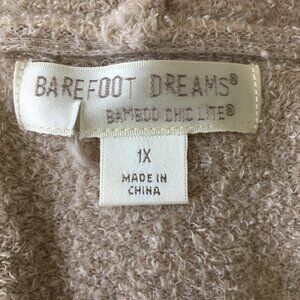 BAREFOOT DREAMS®
BAMBOO CHIC LITE®
1X
MADE IN
CHINA